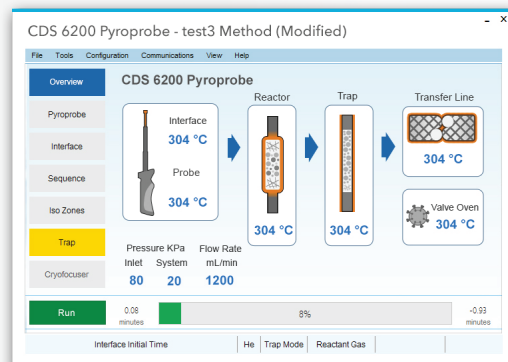 CDS 6200 Pyroprobe - test3 Method (Modified)
- x
File Tools Configuration Communications View Help
Overview
Pyroprobe
Interface
Sequence
Iso Zones
Trap
Cryofocuser
Run
CDS 6200 Pyroprobe
Interface
304 °C
Probe
304 °C
Reactor
304 °C
Trap
304 °C
Transfer Line
304 °C
Valve Oven
304 °C
Pressure KPa Flow Rate
Inlet System mL/min
80 20 1200
0.08
minutes
8%
-0.93
minutes
Interface Initial Time He Trap Mode Reactant Gas